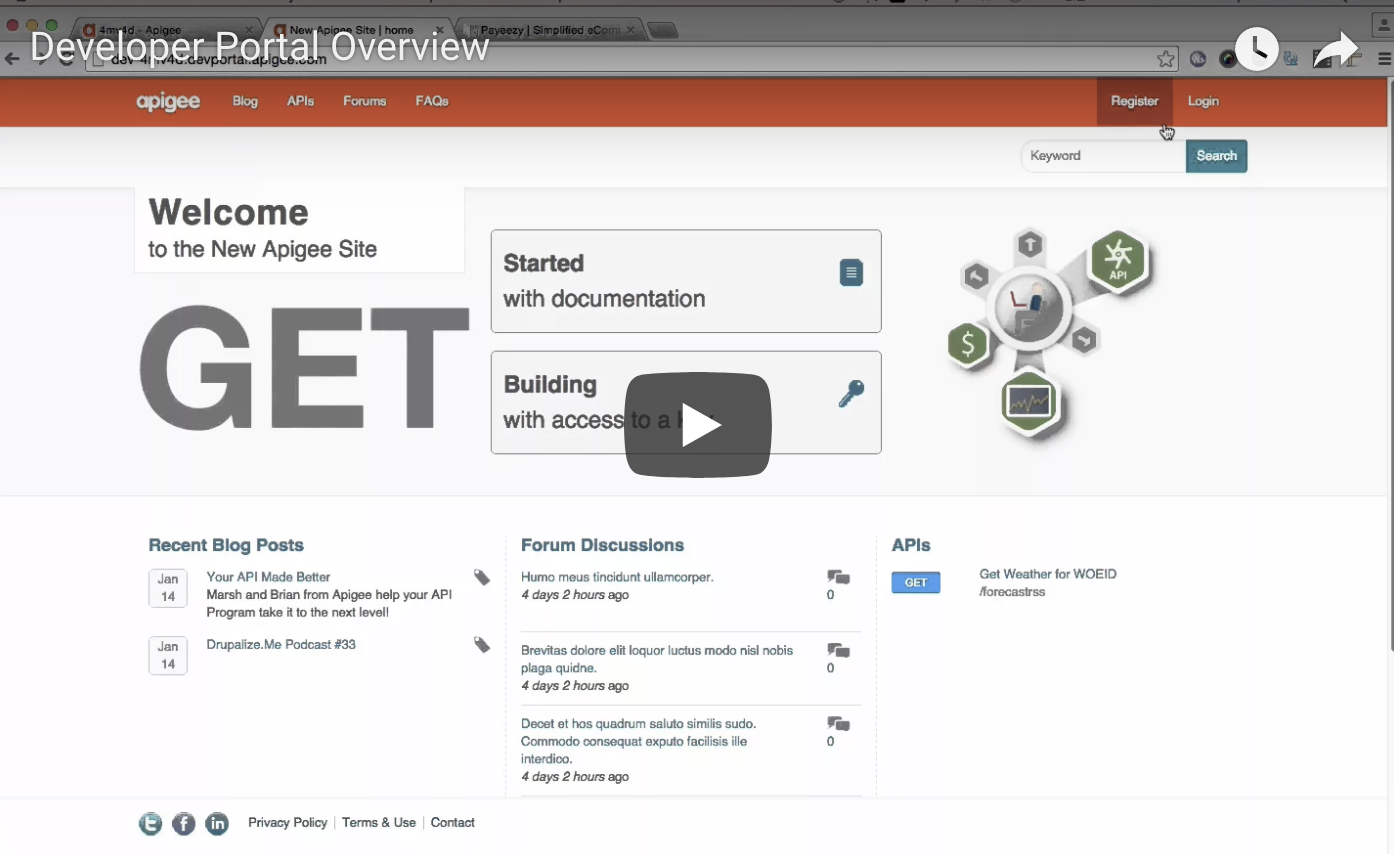 4mv4d - Apigee
New Apigee Site | home
Payeezy | Simplified eCom
Developer Portal Overview
dev-4mv4d.devportal.apigee.com
apigee
Blog
APIs
Forums
FAQs
Register
Login
Keyword
Search
Welcome
to the New Apigee Site
GET
Started
with documentation
Building
with access to a
API
$
Recent Blog Posts
Jan
14
Your API Made Better
Marsh and Brian from Apigee help your API
Program take it to the next level!
Jan
14
Drupalize.Me Podcast #33
Forum Discussions
Humo meus tincidunt ullamcorper.
4 days 2 hours ago
0
Brevitas dolore elit loquor luctus modo nisl nobis
plaga quidne.
4 days 2 hours ago
0
Decet et hos quadrum saluto similis sudo.
Commodo consequat exputo facilisis ille
interdico.
4 days 2 hours ago
0
APIs
GET
Get Weather for WOEID
/forecastrss
Privacy Policy | Terms & Use | Contact